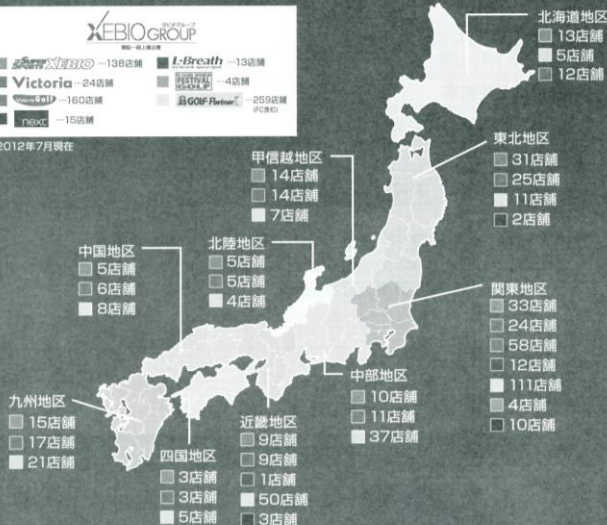 XEBIO GROUP
XEBIO …138店舗
L-Breath …13店舗
Victoria …24店舗
FESTIVAL GOLF …4店舗
Victoria Golf …160店舗
GOLF Partner …259店舗
(FC含む)
next …15店舗
2012年7月現在
北海道地区
13店舗
5店舗
12店舗
東北地区
31店舗
25店舗
11店舗
2店舗
甲信越地区
14店舗
14店舗
7店舗
北陸地区
5店舗
5店舗
4店舗
中国地区
5店舗
6店舗
8店舗
関東地区
33店舗
24店舗
58店舗
12店舗
111店舗
4店舗
10店舗
中部地区
10店舗
11店舗
37店舗
九州地区
15店舗
17店舗
21店舗
近畿地区
9店舗
9店舗
1店舗
50店舗
3店舗
四国地区
3店舗
3店舗
5店舗